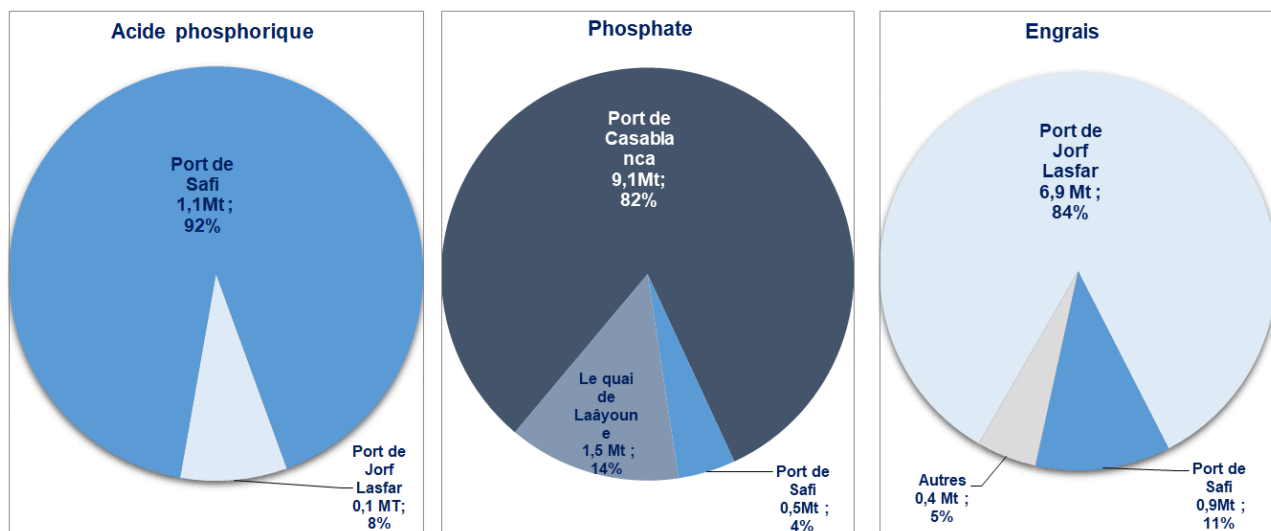 Acide phosphorique
Port de
Safi
1,1Mt ;
92%
Port de
Jorf
Lasfar
0,1 MT;
8%
Phosphate
Port de
Casabla
nca
9,1Mt;
82%
Le quai
de
Laâyoun
e
1,5 Mt ;
14%
Port de
Safi
0,5Mt ;
4%
Engrais
Port de
Jorf
Lasfar
6,9 Mt ;
84%
Autres
0,4 Mt ;
5%
Port de
Safi
0,9Mt ;
11%